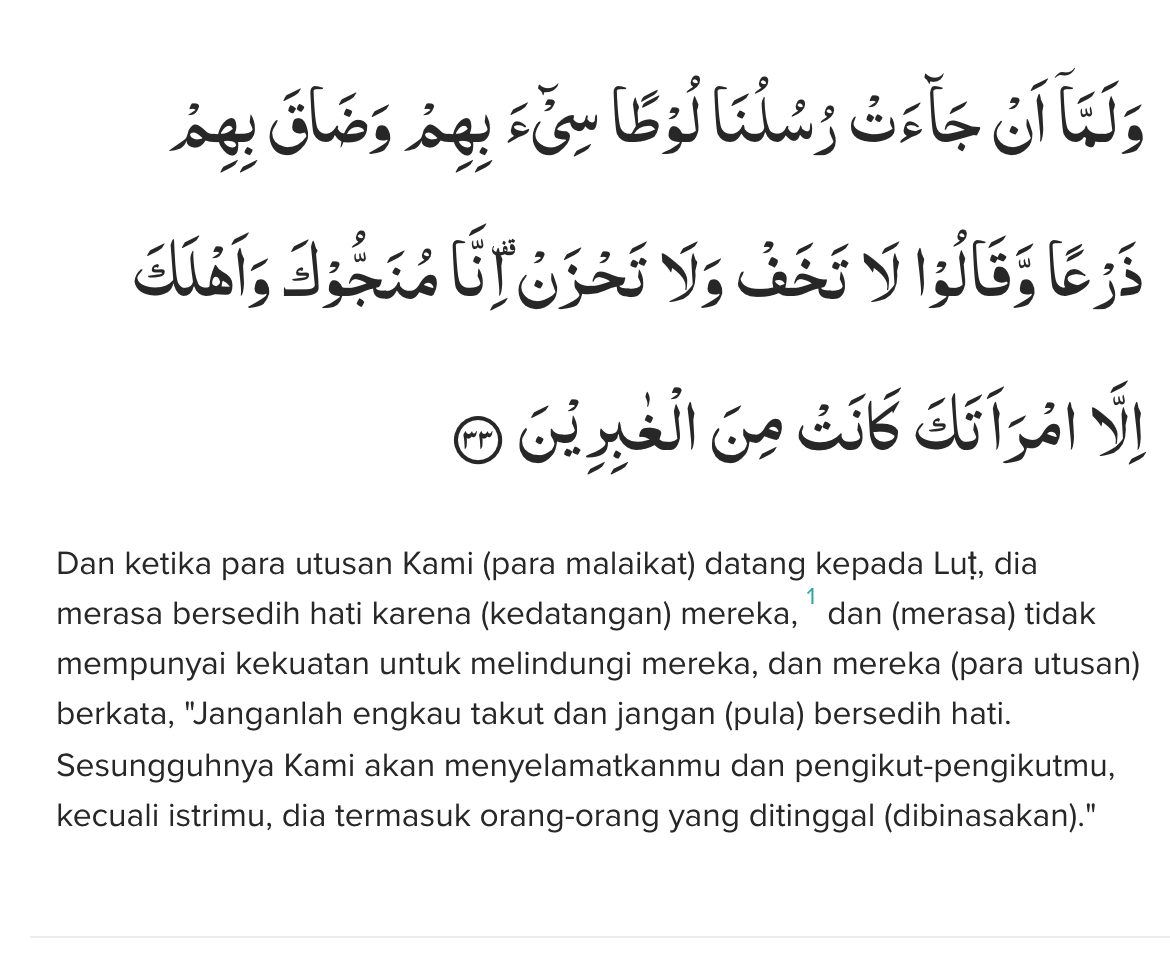 وَلَمَّآ اَنْ جَاۤءَتْ رُسُلُنَا لُوْطًا سِيْۤءَ بِهِمْ وَضَاقَ بِهِمْ
ذَرْعًا وَّقَالُوْا لَا تَخَفْ وَلَا تَحْزَنْ ۗاِنَّا مُنَجُّوْكَ وَاَهْلَكَ
اِلَّا امْرَاَتَكَ كَانَتْ مِنَ الْغٰبِرِيْنَ ٣٣
Dan ketika para utusan Kami (para malaikat) datang kepada Luṭ, dia
merasa bersedih hati karena (kedatangan) mereka, 1 dan (merasa) tidak
mempunyai kekuatan untuk melindungi mereka, dan mereka (para utusan)
berkata, "Janganlah engkau takut dan jangan (pula) bersedih hati.
Sesungguhnya Kami akan menyelamatkanmu dan pengikut-pengikutmu,
kecuali istrimu, dia termasuk orang-orang yang ditinggal (dibinasakan)."